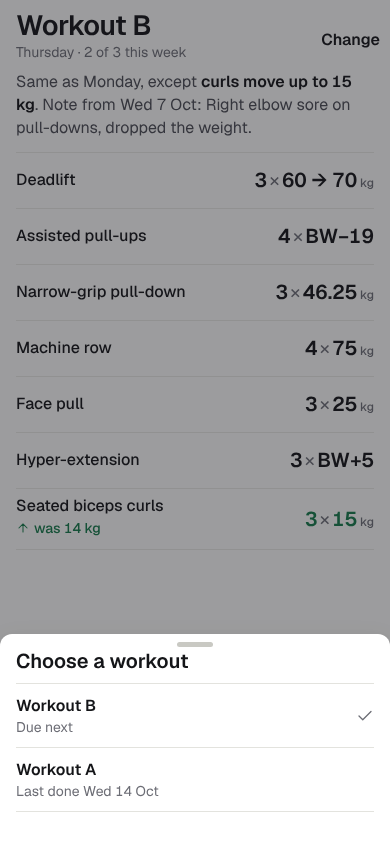 Workout B
Thursday · 2 of 3 this week
Change
Same as Monday, except curls move up to 15
kg. Note from Wed 7 Oct: Right elbow sore on
pull-downs, dropped the weight.
Deadlift 3×60 → 70 kg
Assisted pull-ups 4×BW−19
Narrow-grip pull-down 3×46.25 kg
Machine row 4×75 kg
Face pull 3×25 kg
Hyper-extension 3×BW+5
Seated biceps curls 3×15 kg
↑ was 14 kg
Choose a workout
Workout B
Due next
Workout A
Last done Wed 14 Oct